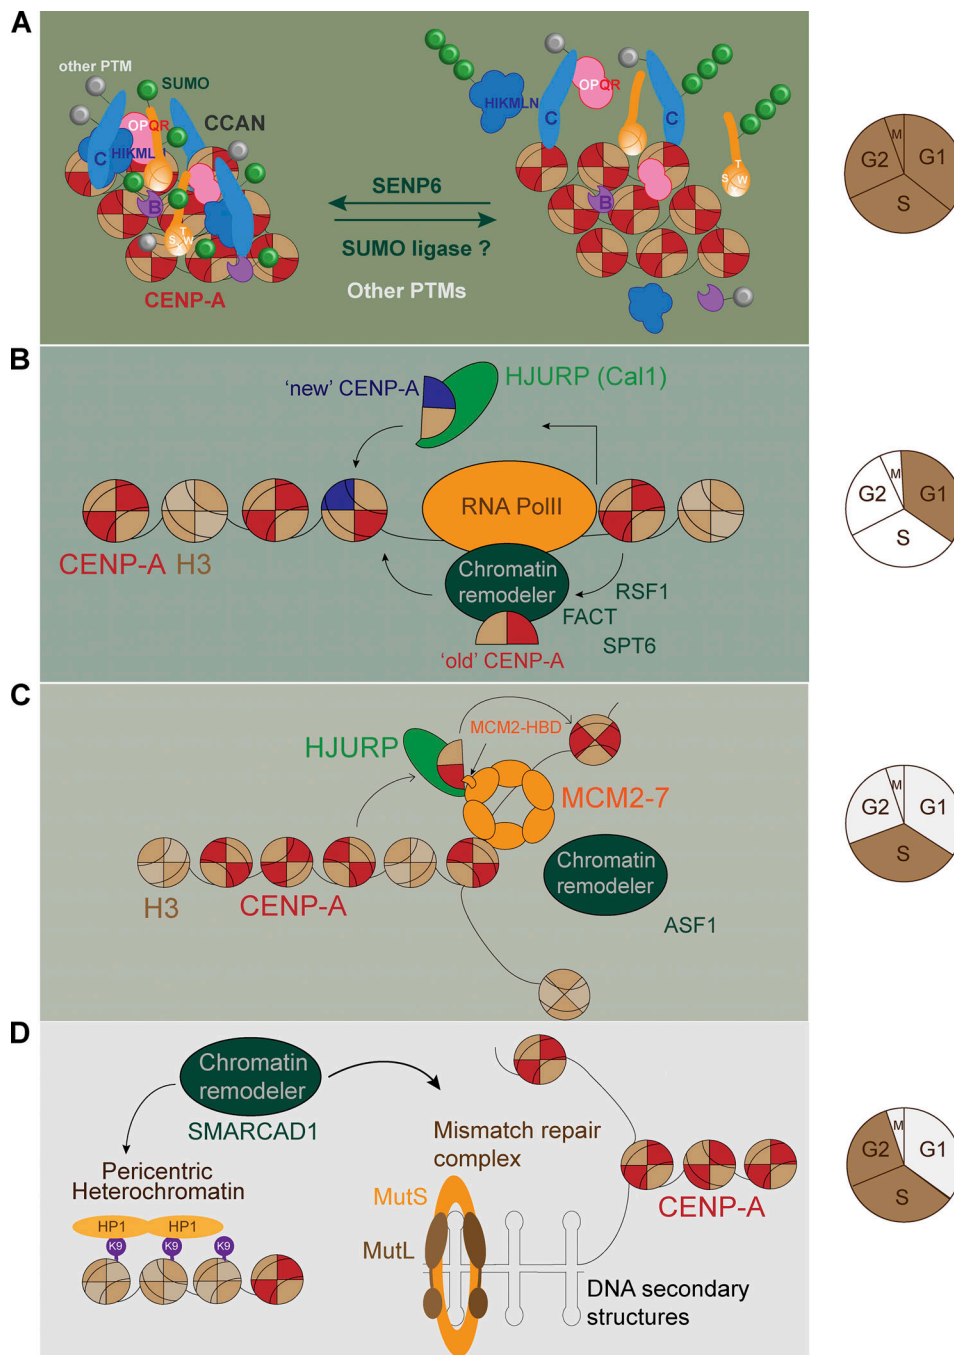 A
other PTM
SUMO
CCAN
OPQR
C
HIKMLN
B
T
S W
CENP-A
SENP6
SUMO ligase ?
Other PTMs
HIKMLN
OPQR
C
C
B
T
S W
M
G2
G1
S
B
'new' CENP-A
HJURP (Cal1)
RNA PolII
CENP-A
H3
Chromatin
remodeler
RSF1
FACT
SPT6
'old' CENP-A
M
G2
G1
S
C
MCM2-HBD
HJURP
MCM2-7
Chromatin
remodeler
H3
CENP-A
ASF1
M
G2
G1
S
D
Chromatin
remodeler
SMARCAD1
Mismatch repair
complex
Pericentric
Heterochromatin
HP1
HP1
K9
K9
K9
MutS
MutL
CENP-A
DNA secondary
structures
M
G2
G1
S